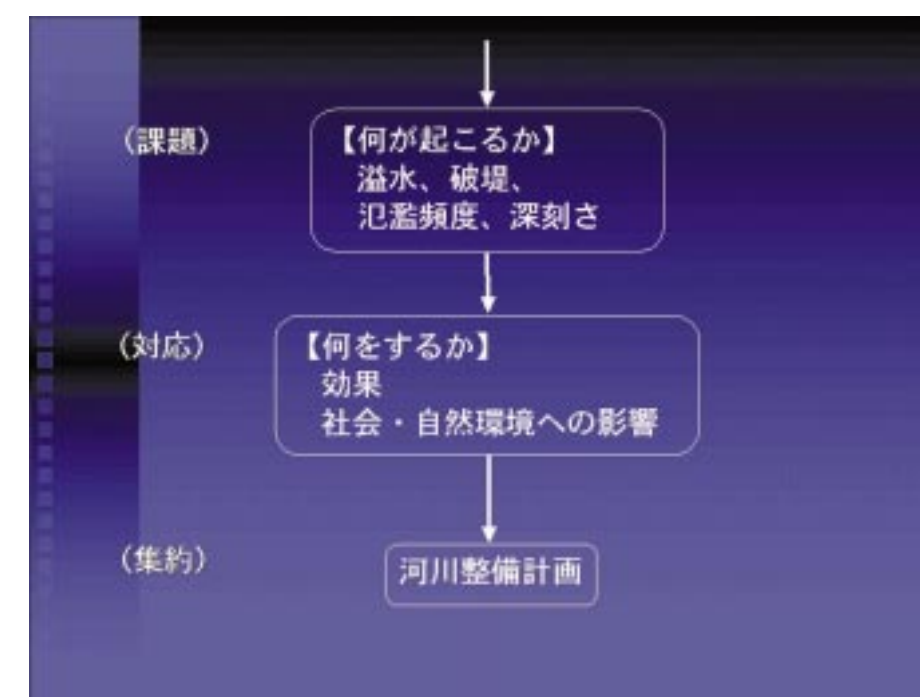 (課題)
【何が起こるか】
溢水、破堤、
氾濫頻度、深刻さ
(対応)
【何をするか】
効果
社会・自然環境への影響
(集約)
河川整備計画